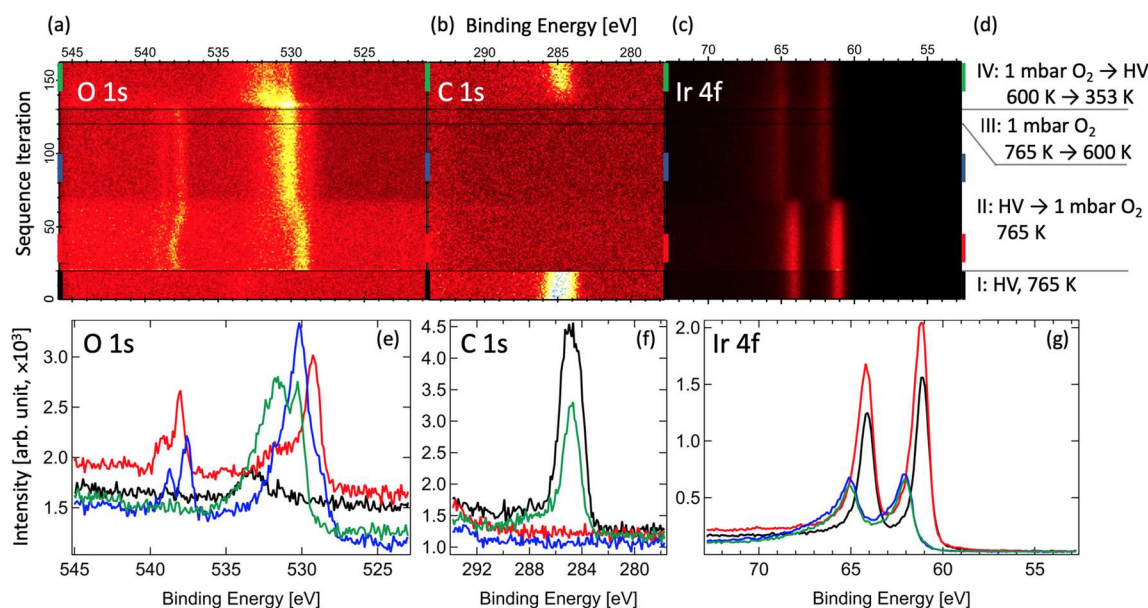 (a) (b) Binding Energy [eV] (c) (d)
545 535 530 525 290 285 280 70 65 60 55
O 1s C 1s Ir 4f
Sequence Iteration
150
100
50
0
IV: 1 mbar O₂ → HV
600 K → 353 K
III: 1 mbar O₂
765 K → 600 K
II: HV → 1 mbar O₂
765 K
I: HV, 765 K
O 1s (e) C 1s (f) Ir 4f (g)
Intensity [arb. unit, ×10³]
3.0
2.5
2.0
1.5
4.5
4.0
3.5
3.0
2.5
2.0
1.5
1.0
2.0
1.5
1.0
0.5
545 540 535 530 525 292 288 284 280 70 65 60 55
Binding Energy [eV] Binding Energy [eV] Binding Energy [eV]